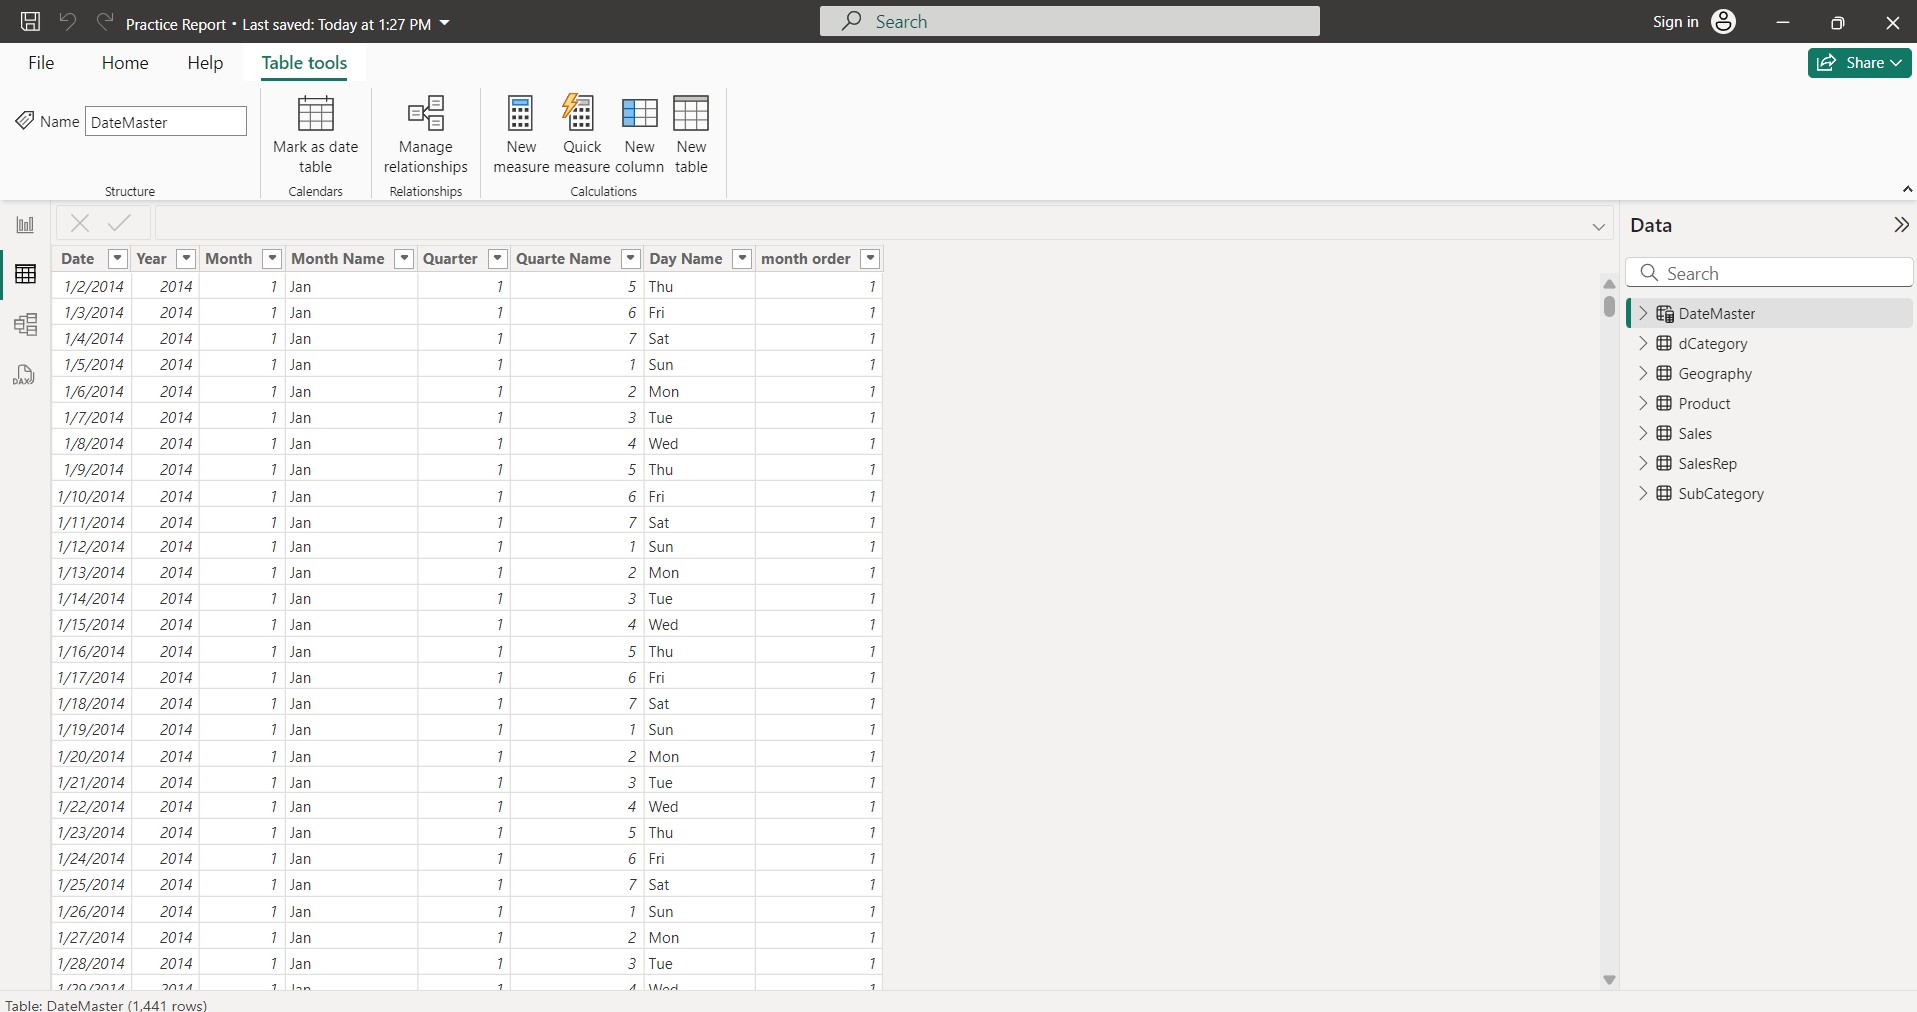 Practice Report • Last saved: Today at 1:27 PM
Search
Sign in
File Home Help Table tools
Share
Name DateMaster
Mark as date table
Manage relationships
New measure
Quick measure
New column
New table
Structure Calendars Relationships Calculations
DAX
Data
Search
DateMaster
dCategory
Geography
Product
Sales
SalesRep
SubCategory
Date Year Month Month Name Quarter Quarte Name Day Name month order
1/2/2014 2014 1 Jan 1 5 Thu 1
1/3/2014 2014 1 Jan 1 6 Fri 1
1/4/2014 2014 1 Jan 1 7 Sat 1
1/5/2014 2014 1 Jan 1 1 Sun 1
1/6/2014 2014 1 Jan 1 2 Mon 1
1/7/2014 2014 1 Jan 1 3 Tue 1
1/8/2014 2014 1 Jan 1 4 Wed 1
1/9/2014 2014 1 Jan 1 5 Thu 1
1/10/2014 2014 1 Jan 1 6 Fri 1
1/11/2014 2014 1 Jan 1 7 Sat 1
1/12/2014 2014 1 Jan 1 1 Sun 1
1/13/2014 2014 1 Jan 1 2 Mon 1
1/14/2014 2014 1 Jan 1 3 Tue 1
1/15/2014 2014 1 Jan 1 4 Wed 1
1/16/2014 2014 1 Jan 1 5 Thu 1
1/17/2014 2014 1 Jan 1 6 Fri 1
1/18/2014 2014 1 Jan 1 7 Sat 1
1/19/2014 2014 1 Jan 1 1 Sun 1
1/20/2014 2014 1 Jan 1 2 Mon 1
1/21/2014 2014 1 Jan 1 3 Tue 1
1/22/2014 2014 1 Jan 1 4 Wed 1
1/23/2014 2014 1 Jan 1 5 Thu 1
1/24/2014 2014 1 Jan 1 6 Fri 1
1/25/2014 2014 1 Jan 1 7 Sat 1
1/26/2014 2014 1 Jan 1 1 Sun 1
1/27/2014 2014 1 Jan 1 2 Mon 1
1/28/2014 2014 1 Jan 1 3 Tue 1
1/29/2014 2014 1 Jan 1 4 Wed 1
Table: DateMaster (1,441 rows)